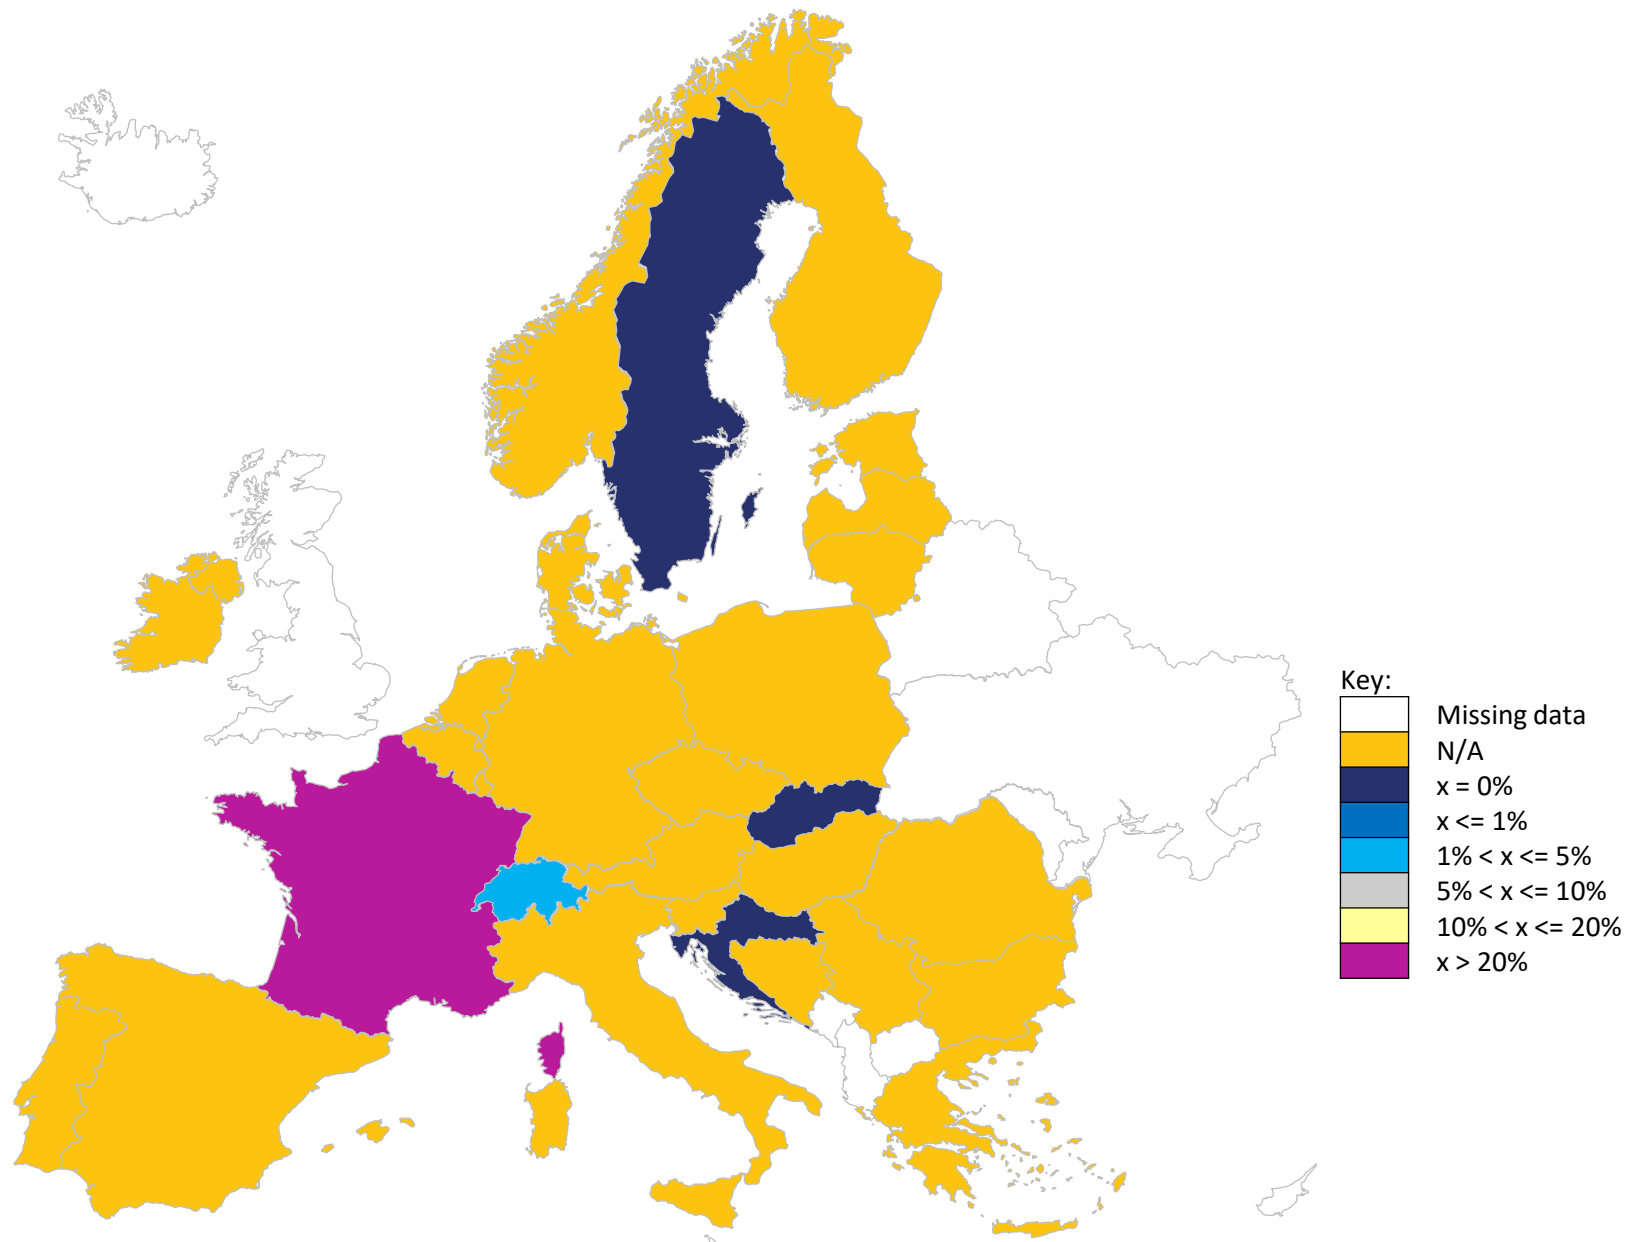 Key:
Missing data
N/A
x = 0%
x <= 1%
1% < x <= 5%
5% < x <= 10%
10% < x <= 20%
x > 20%